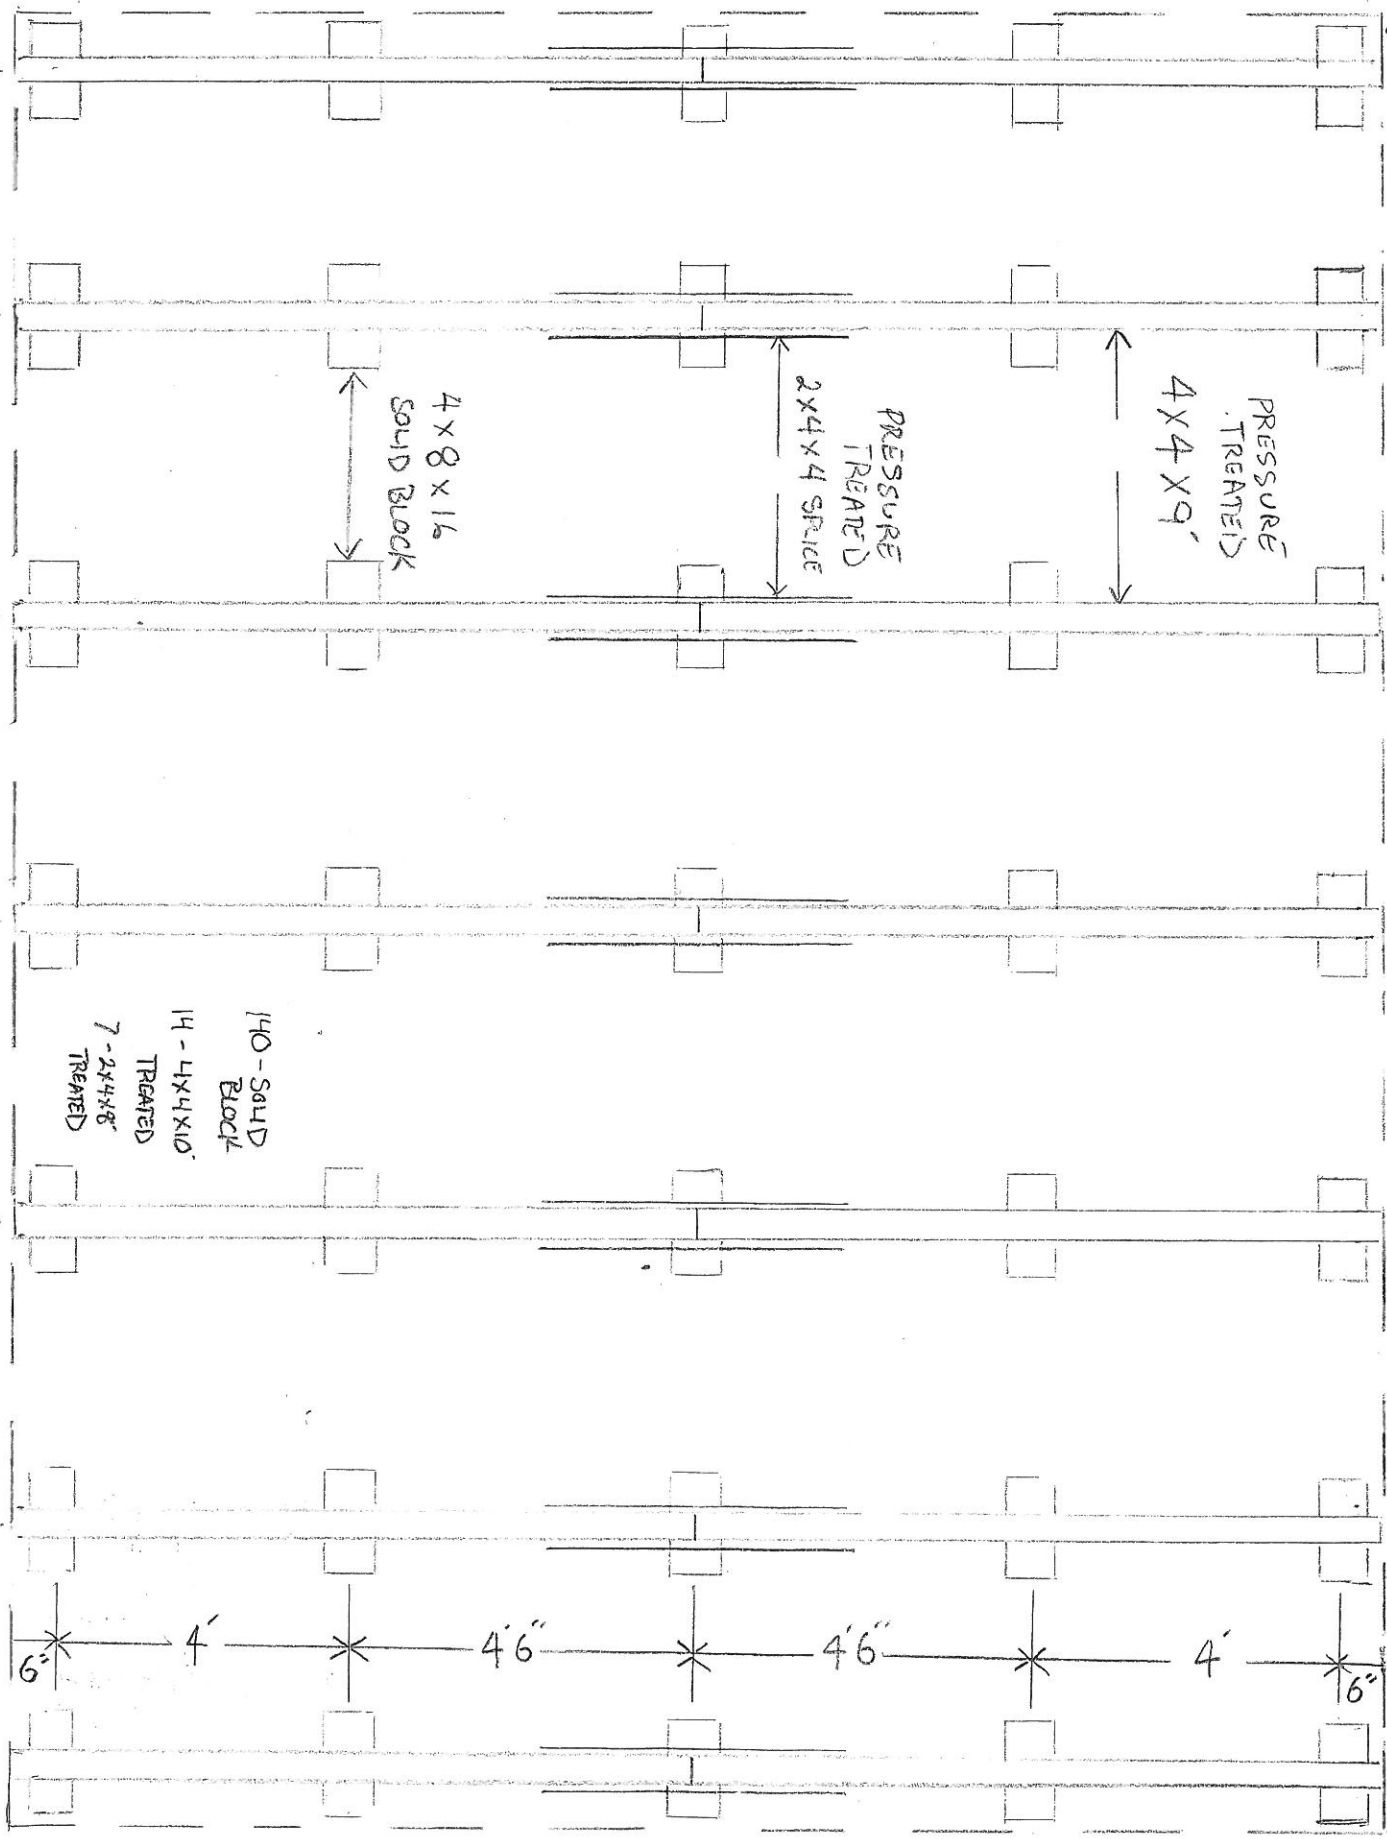 PRESSURE
TREATED
4X4X9'
PRESSURE
TREATED
2X4X4 SPLICE
4X8X16
SOLID BLOCK
140-SOLID
BLOCK
14-4X4X10'
TREATED
7-2X4X8'
TREATED
6"
4'
4'6"
4'6"
4'
6"